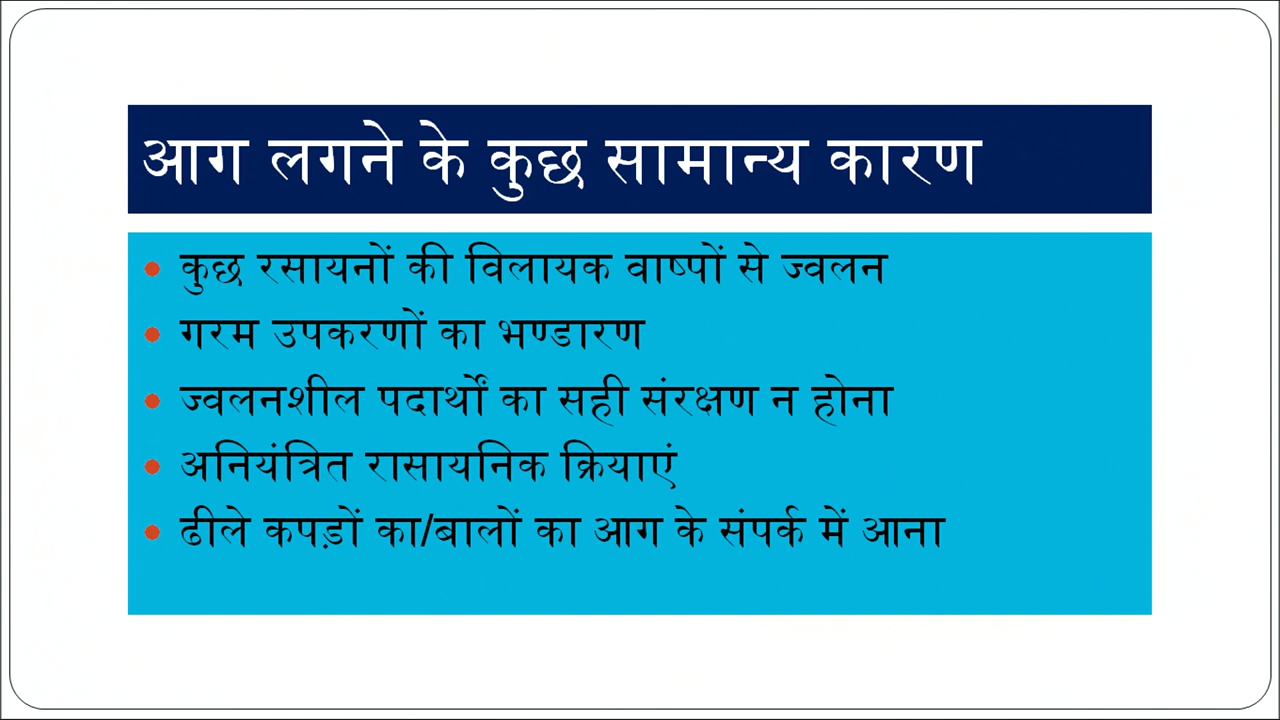 आग लगने के कुछ सामान्य कारण
• कुछ रसायनों की विलायक वाष्पों से ज्वलन
• गरम उपकरणों का भण्डारण
• ज्वलनशील पदार्थों का सही संरक्षण न होना
• अनियंत्रित रासायनिक क्रियाएं
• ढीले कपड़ों का/बालों का आग के संपर्क में आना